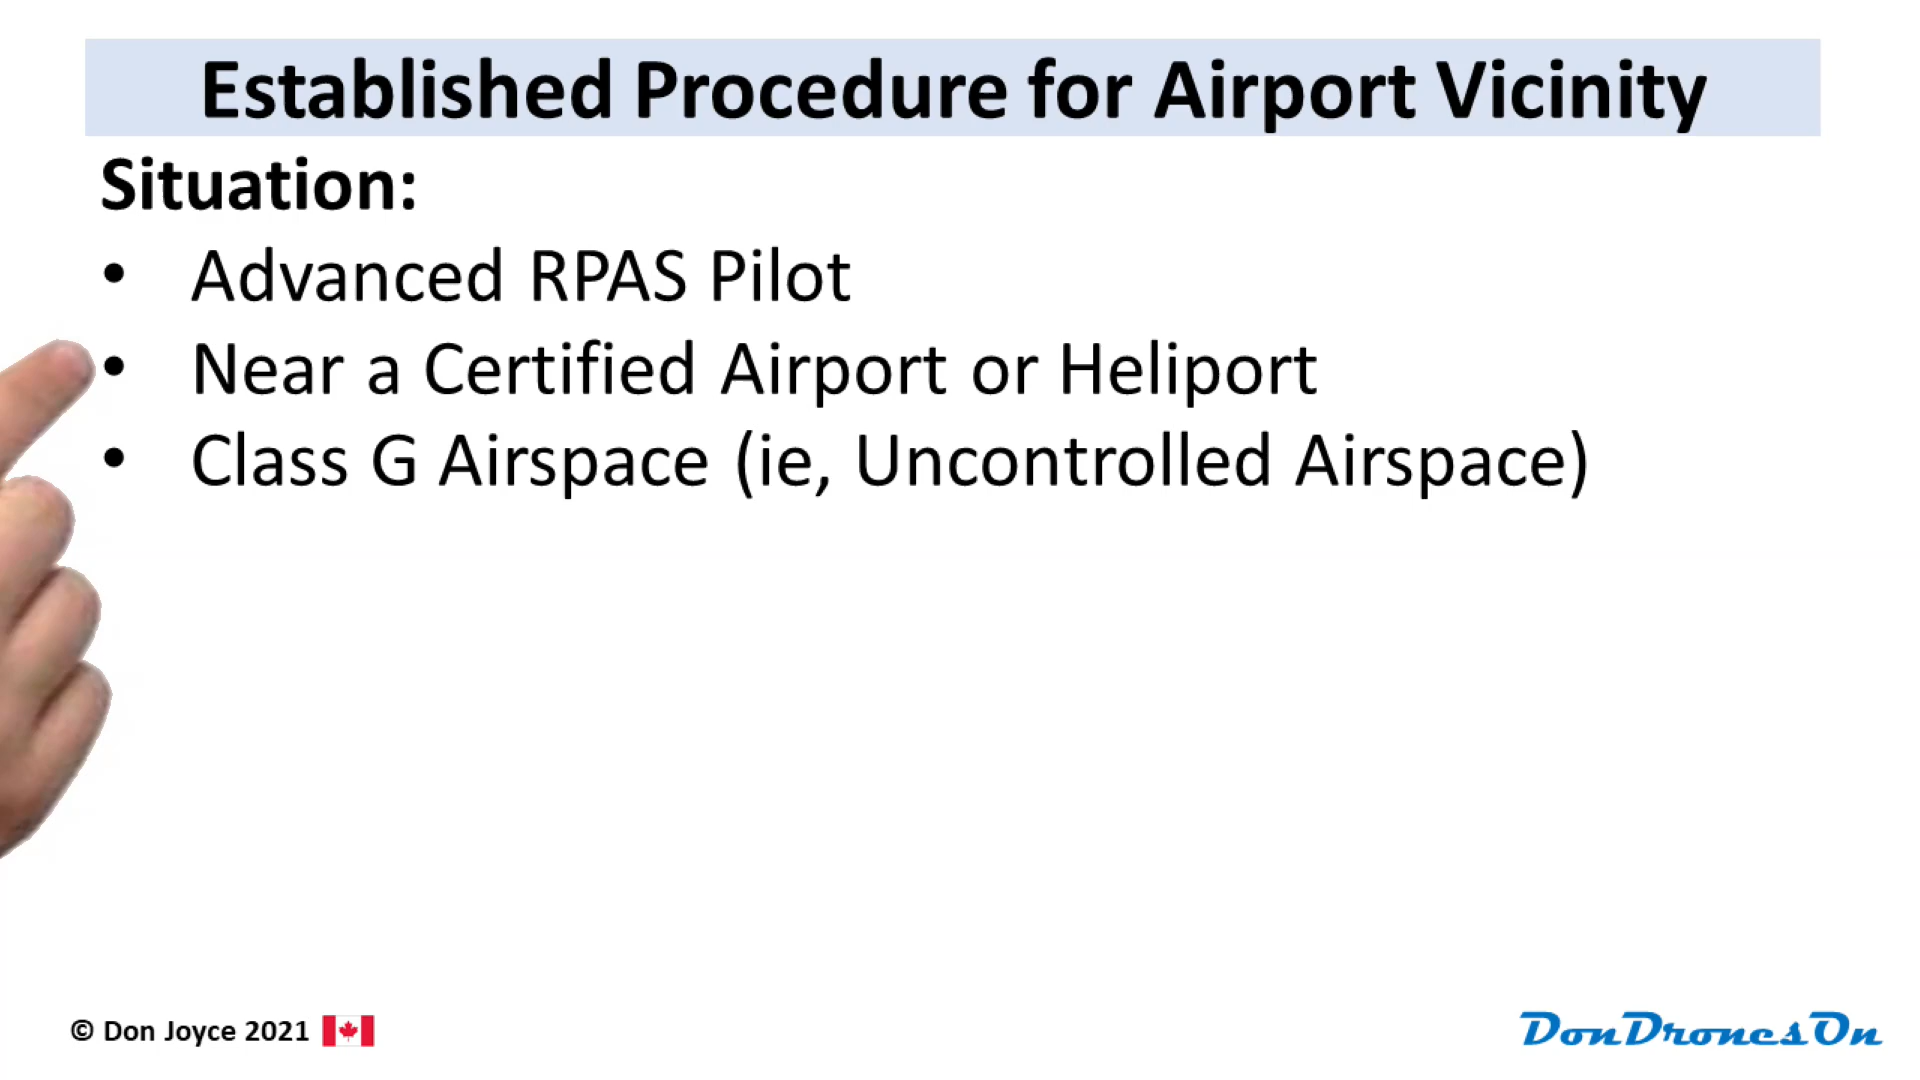 Established Procedure for Airport Vicinity
Situation:
• Advanced RPAS Pilot
• Near a Certified Airport or Heliport
• Class G Airspace (ie, Uncontrolled Airspace)
© Don Joyce 2021
DonDronesOn